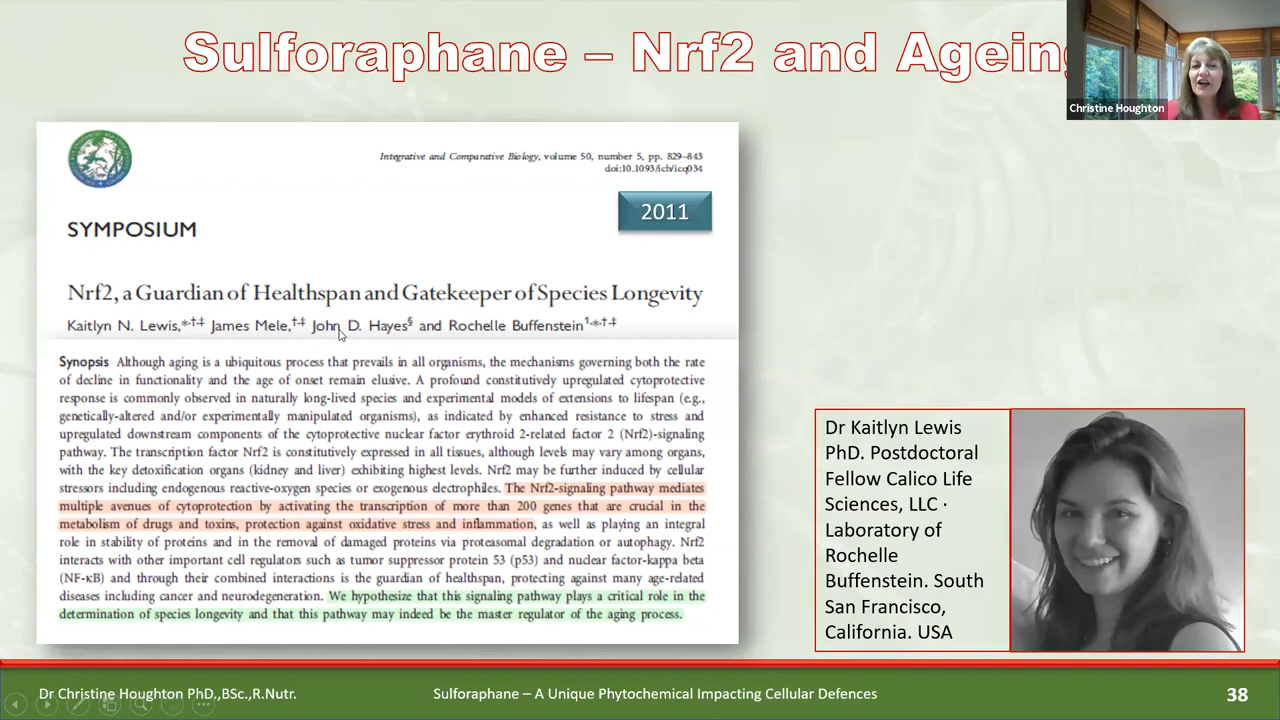 Sulforaphane – Nrf2 and Ageing
Christine Houghton
Integrative and Comparative Biology, volume 50, number 5, pp. 829–843
doi:10.1093/icb/icq034
2011
SYMPOSIUM
Nrf2, a Guardian of Healthspan and Gatekeeper of Species Longevity
Kaitlyn N. Lewis,*,†,‡ James Mele,†,‡ John D. Hayes§ and Rochelle Buffenstein1,*,†,‡
Synopsis Although aging is a ubiquitous process that prevails in all organisms, the mechanisms governing both the rate
of decline in functionality and the age of onset remain elusive. A profound constitutively upregulated cytoprotective
response is commonly observed in naturally long-lived species and experimental models of extensions to lifespan (e.g.,
genetically-altered and/or experimentally manipulated organisms), as indicated by enhanced resistance to stress and
upregulated downstream components of the cytoprotective nuclear factor erythroid 2-related factor 2 (Nrf2)-signaling
pathway. The transcription factor Nrf2 is constitutively expressed in all tissues, although levels may vary among organs,
with the key detoxification organs (kidney and liver) exhibiting highest levels. Nrf2 may be further induced by cellular
stressors including endogenous reactive-oxygen species or exogenous electrophiles. The Nrf2-signaling pathway mediates
multiple avenues of cytoprotection by activating the transcription of more than 200 genes that are crucial in the
metabolism of drugs and toxins, protection against oxidative stress and inflammation, as well as playing an integral
role in stability of proteins and in the removal of damaged proteins via proteasomal degradation or autophagy. Nrf2
interacts with other important cell regulators such as tumor suppressor protein 53 (p53) and nuclear factor-kappa beta
(NF-κB) and through their combined interactions is the guardian of healthspan, protecting against many age-related
diseases including cancer and neurodegeneration. We hypothesize that this signaling pathway plays a critical role in the
determination of species longevity and that this pathway may indeed be the master regulator of the aging process.
Dr Kaitlyn Lewis
PhD. Postdoctoral
Fellow Calico Life
Sciences, LLC ·
Laboratory of
Rochelle
Buffenstein. South
San Francisco,
California. USA
Dr Christine Houghton PhD.,BSc.,R.Nutr.
Sulforaphane – A Unique Phytochemical Impacting Cellular Defences
38